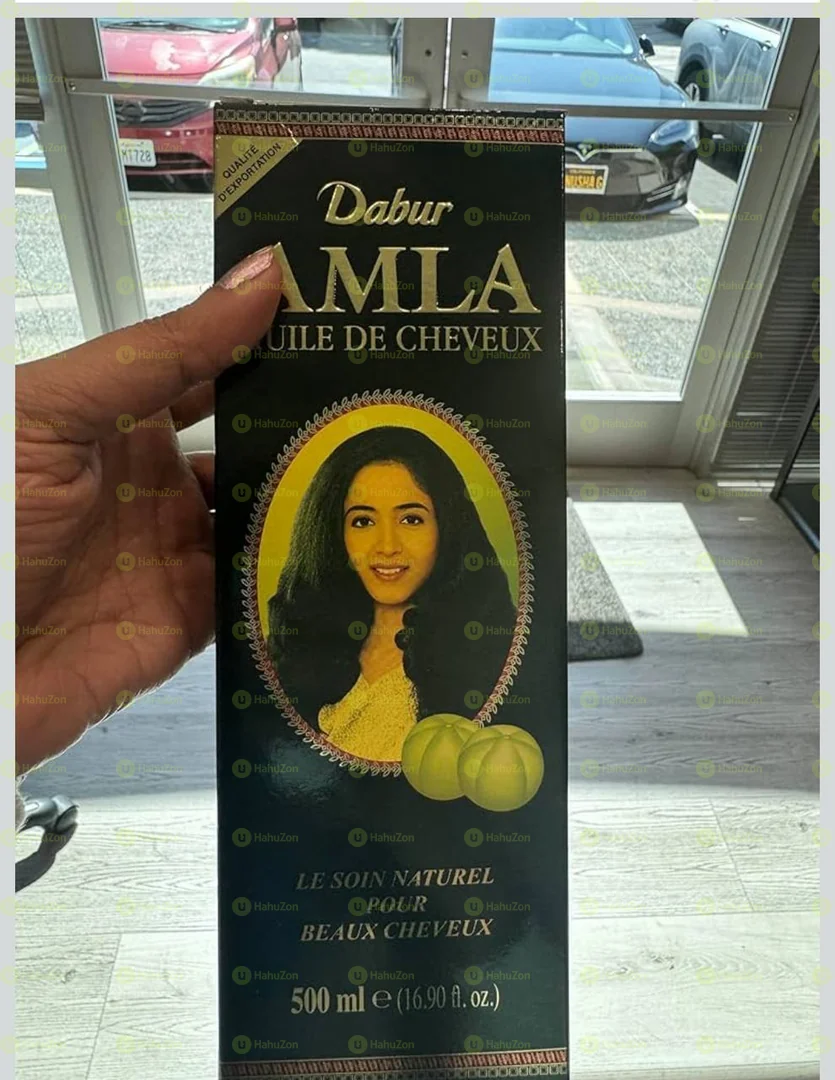 QUALITÉ
D'EXPORTATION
Dabur
AMLA
UILE DE CHEVEUX
LE SOIN NATUREL
POUR
BEAUX CHEVEUX
500 ml e (16.90 fl. oz.)
HahuZon